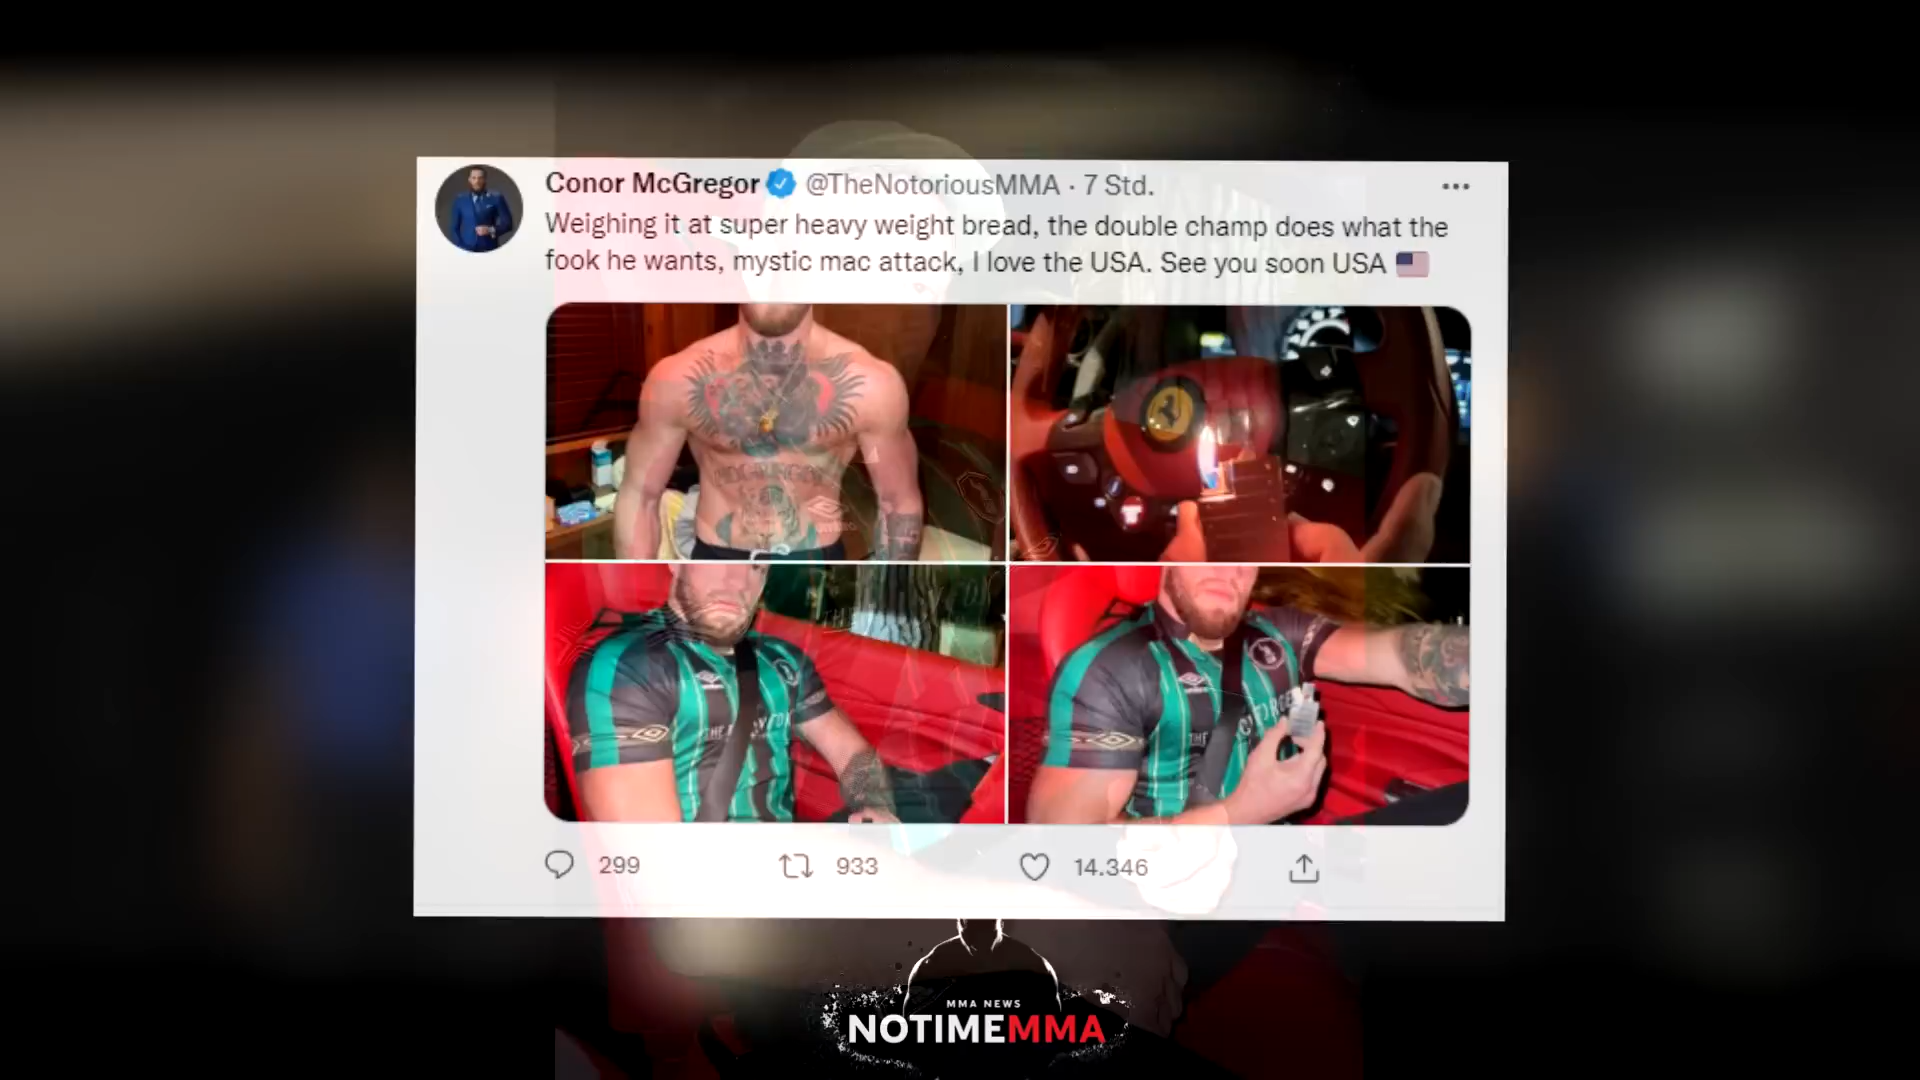 Conor McGregor @TheNotoriousMMA · 7 Std.
Weighing it at super heavy weight bread, the double champ does what the
fook he wants, mystic mac attack, I love the USA. See you soon USA 🇺🇸
299 933 14.346
MMA NEWS
NOTIMEMMA